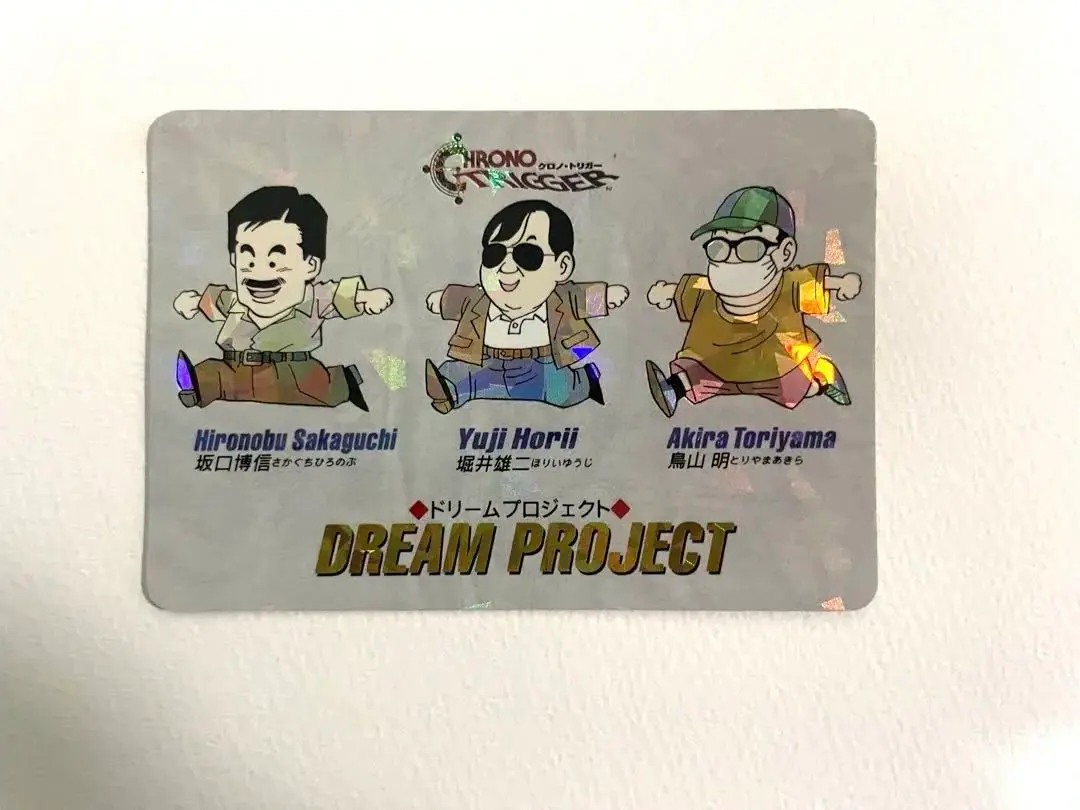 CHRONO
クロノ・トリガー
TRIGGER
Hironobu Sakaguchi
坂口博信さかぐちひろのぶ
Yuji Horii
堀井雄二ほりいゆうじ
Akira Toriyama
鳥山 明とりやまあきら
◆ドリームプロジェクト◆
DREAM PROJECT